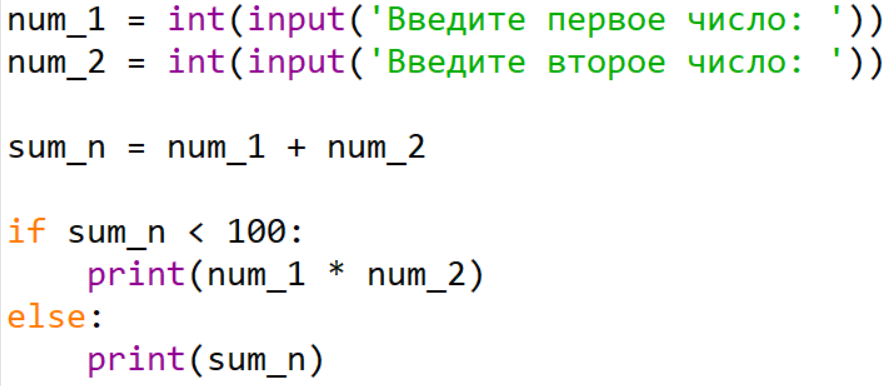 num_1 = int(input('Введите первое число: '))
num_2 = int(input('Введите второе число: '))
sum_n = num_1 + num_2
if sum_n < 100:
    print(num_1 * num_2)
else:
    print(sum_n)